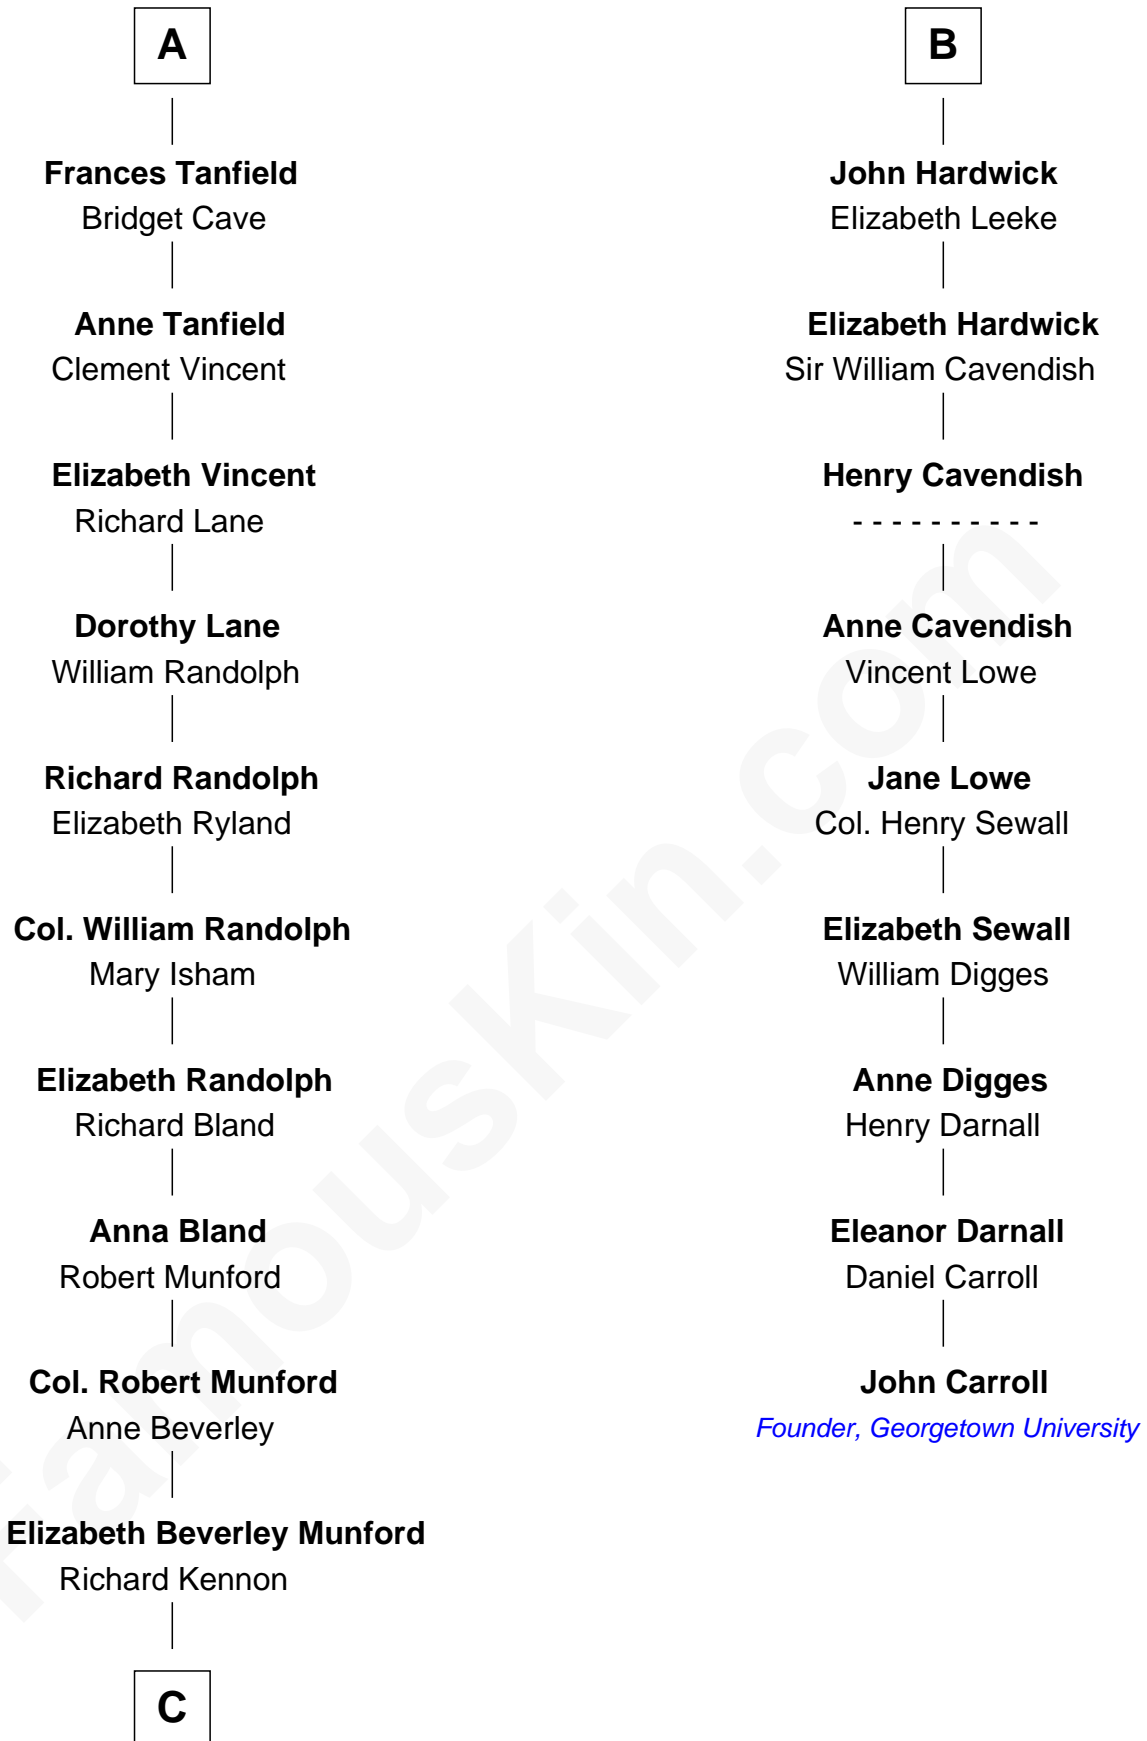 A
Frances Tanfield
Bridget Cave
Anne Tanfield
Clement Vincent
Elizabeth Vincent
Richard Lane
Dorothy Lane
William Randolph
Richard Randolph
Elizabeth Ryland
Col. William Randolph
Mary Isham
Elizabeth Randolph
Richard Bland
Anna Bland
Robert Munford
Col. Robert Munford
Anne Beverley
Elizabeth Beverley Munford
Richard Kennon
C
B
John Hardwick
Elizabeth Leeke
Elizabeth Hardwick
Sir William Cavendish
Henry Cavendish
- - - - - - - - - -
Anne Cavendish
Vincent Lowe
Jane Lowe
Col. Henry Sewall
Elizabeth Sewall
William Digges
Anne Digges
Henry Darnall
Eleanor Darnall
Daniel Carroll
John Carroll
Founder, Georgetown University
FamousKin.com